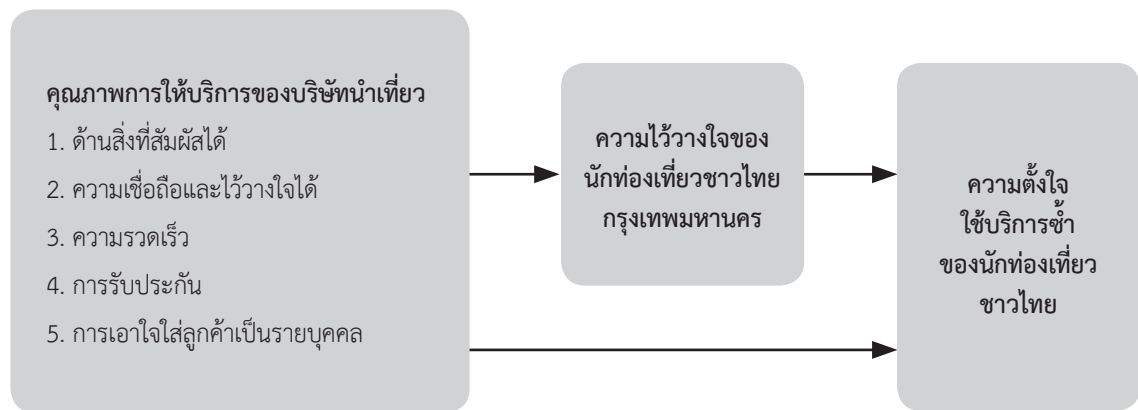 คุณภาพการให้บริการของบริษัทนำเที่ยว
1. ด้านสิ่งที่สัมผัสได้
2. ความเชื่อถือและไว้วางใจได้
3. ความรวดเร็ว
4. การรับประกัน
5. การเอาใจใส่ลูกค้าเป็นรายบุคคล
ความไว้วางใจของ
นักท่องเที่ยวชาวไทย
กรุงเทพมหานคร
ความตั้งใจ
ใช้บริการซ้ำ
ของนักท่องเที่ยว
ชาวไทย